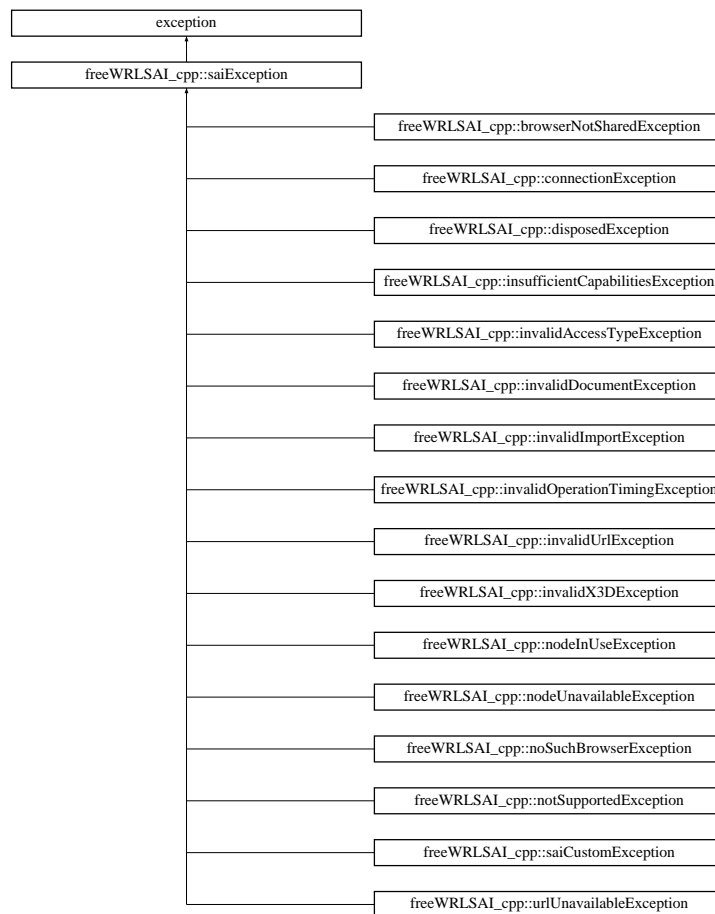 exception
freeWRLSAI_cpp::saiException
freeWRLSAI_cpp::browserNotSharedException
freeWRLSAI_cpp::connectionException
freeWRLSAI_cpp::disposedException
freeWRLSAI_cpp::insufficientCapabilitiesException
freeWRLSAI_cpp::invalidAccessTypeException
freeWRLSAI_cpp::invalidDocumentException
freeWRLSAI_cpp::invalidImportException
freeWRLSAI_cpp::invalidOperationTimingException
freeWRLSAI_cpp::invalidUrlException
freeWRLSAI_cpp::invalidX3DException
freeWRLSAI_cpp::nodeInUseException
freeWRLSAI_cpp::nodeUnavailableException
freeWRLSAI_cpp::noSuchBrowserException
freeWRLSAI_cpp::notSupportedException
freeWRLSAI_cpp::saiCustomException
freeWRLSAI_cpp::urlUnavailableException